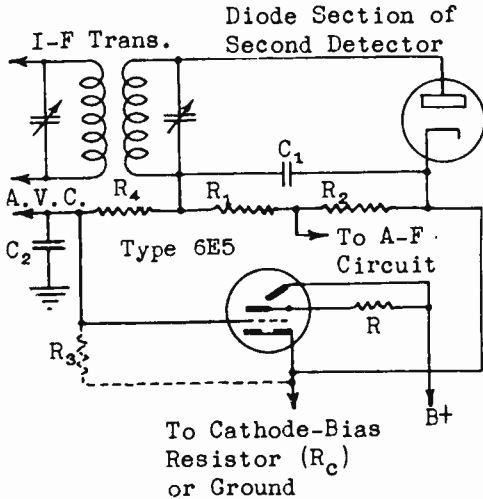 Diode Section of
Second Detector
I-F Trans.
C1
A.V.C.
R4
R1
R2
C2
Type 6E5
To A-F
Circuit
R3
R
B+
To Cathode-Bias
Resistor (Rc)
or Ground